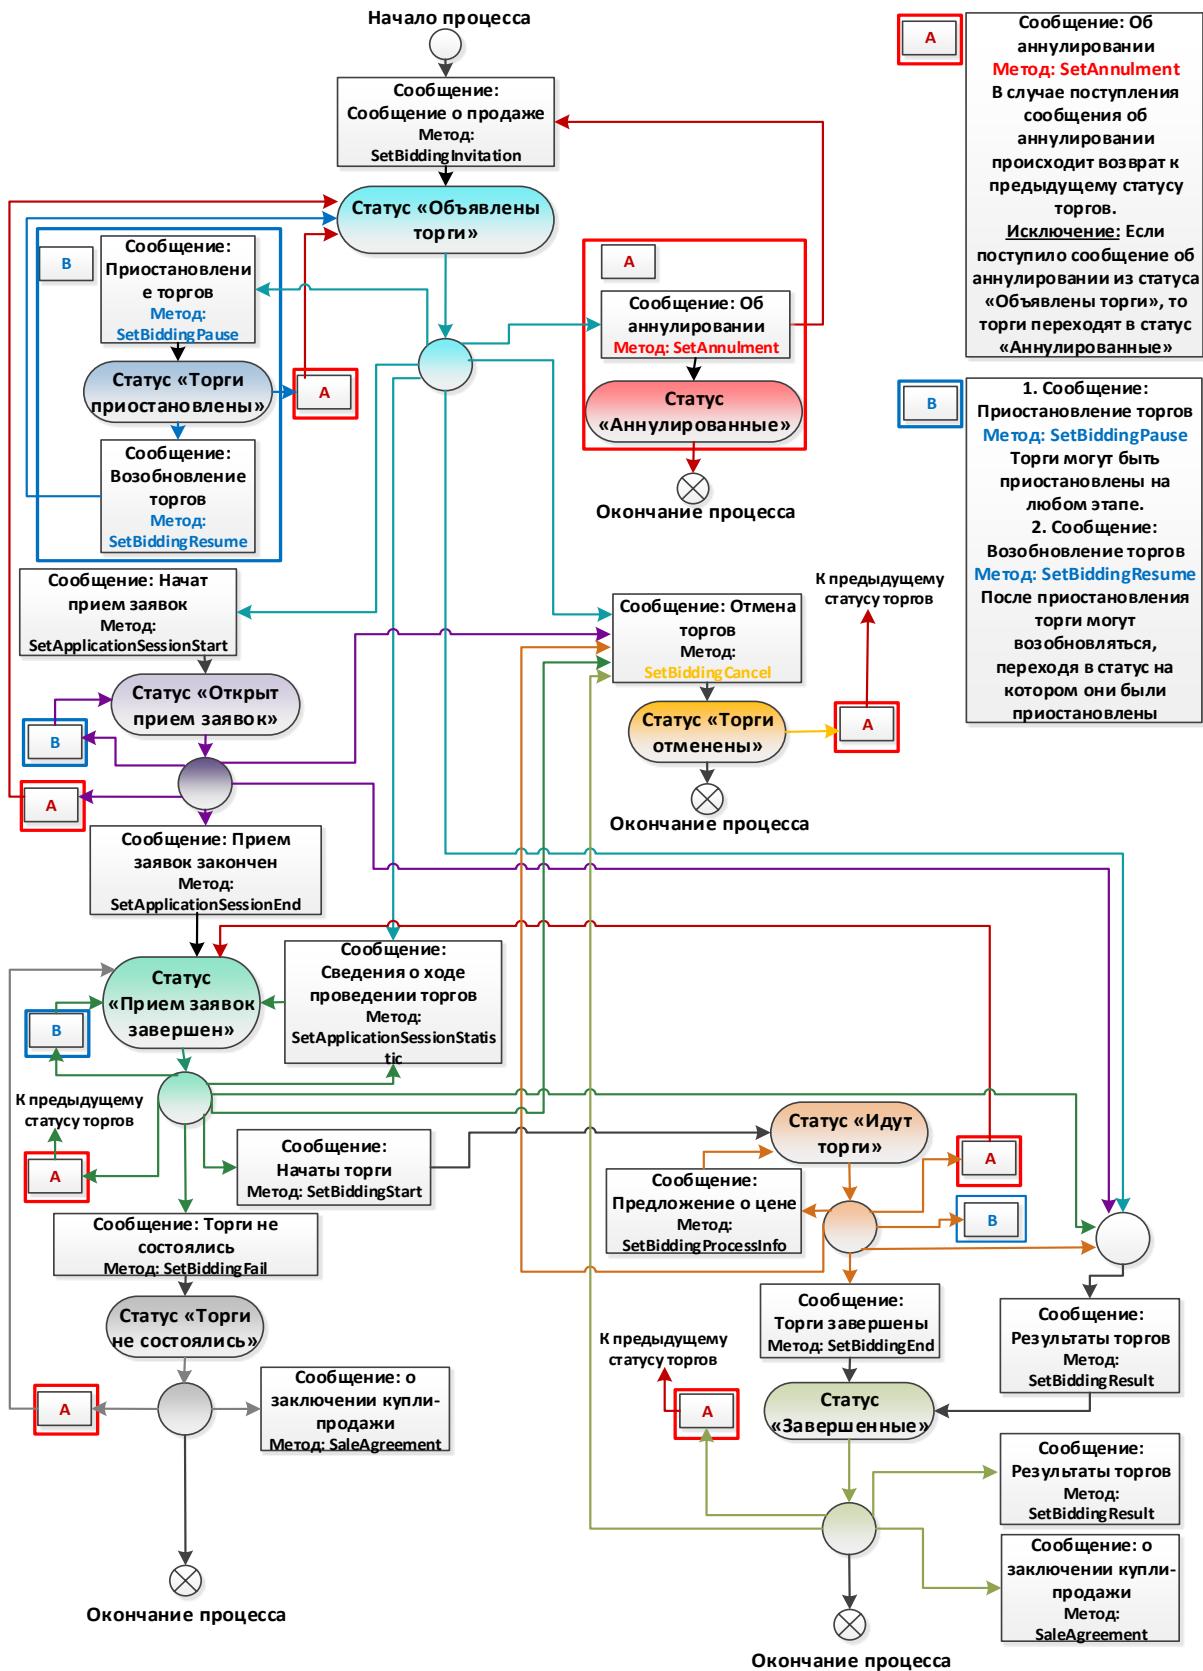 Начало процесса
Сообщение:
Сообщение о продаже
Метод:
SetBiddingInvitation
Статус «Объявлены
торги»
В
Сообщение:
Приостановлени
е торгов
Метод:
SetBiddingPause
Статус «Торги
приостановлены»
А
Возобновление
торгов
Метод:
SetBiddingResume
А
Сообщение: Об
аннулировании
Метод: SetAnnulment
Статус
«Аннулированные»
Окончание процесса
А
Сообщение: Об
аннулировании
Метод: SetAnnulment
В случае поступления
сообщения об
аннулировании
происходит возврат к
предыдущему статусу
торгов.
Исключение: Если
поступило сообщение об
аннулировании из статуса
«Объявлены торги», то
торги переходят в статус
«Аннулированные»
В
1. Сообщение:
Приостановление торгов
Метод: SetBiddingPause
Торги могут быть
приостановлены на
любом этапе.
2. Сообщение:
Возобновление торгов
Метод: SetBiddingResume
После приостановления
торги могут
возобновляться,
переходя в статус на
котором они были
приостановлены
Сообщение: Начат
прием заявок
Метод:
SetApplicationSessionStart
Статус «Открыт
прием заявок»
В
А
Сообщение: Отмена
торгов
Метод:
SetBiddingCancel
Статус «Торги
отменены»
К предыдущему
статусу торгов
А
Окончание процесса
Сообщение: Прием
заявок закончен
Метод:
SetApplicationSessionEnd
Статус
«Прием заявок
завершен»
В
Сообщение:
Сведения о ходе
проведении торгов
Метод:
SetApplicationSessionStatis
tic
К предыдущему
статусу торгов
А
Сообщение:
Начаты торги
Метод: SetBiddingStart
Статус «Идут
торги»
А
В
Сообщение:
Предложение о цене
Метод:
SetBiddingProcessInfo
Сообщение: Торги не
состоялись
Метод: SetBiddingFail
Статус «Торги
не состоялись»
А
Сообщение: о
заключении купли-
продажи
Метод: SaleAgreement
Окончание процесса
Сообщение:
Торги завершены
Метод: SetBiddingEnd
Сообщение:
Результаты торгов
Метод:
SetBiddingResult
К предыдущему
статусу торгов
А
Статус
«Завершенные»
Сообщение:
Результаты торгов
Метод:
SetBiddingResult
Сообщение: о
заключении купли-
продажи
Метод:
SaleAgreement
Окончание процесса